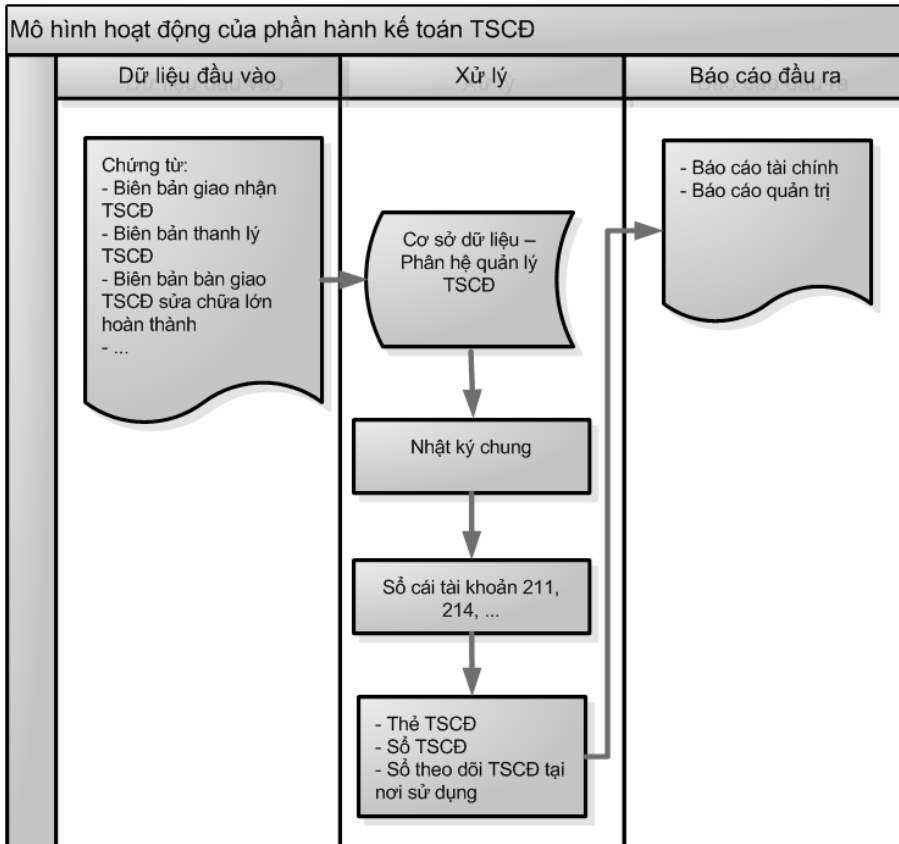 Mô hình hoạt động của phần hành kế toán TSCĐ
Dữ liệu đầu vào
Xử lý
Báo cáo đầu ra
Chứng từ:
- Biên bản giao nhận
TSCĐ
- Biên bản thanh lý
TSCĐ
- Biên bản bàn giao
TSCĐ sửa chữa lớn
hoàn thành
- ...
Cơ sở dữ liệu –
Phân hệ quản lý
TSCĐ
Nhật ký chung
Sổ cái tài khoản 211,
214, ...
- Thẻ TSCĐ
- Sổ TSCĐ
- Sổ theo dõi TSCĐ tại
nơi sử dụng
- Báo cáo tài chính
- Báo cáo quản trị